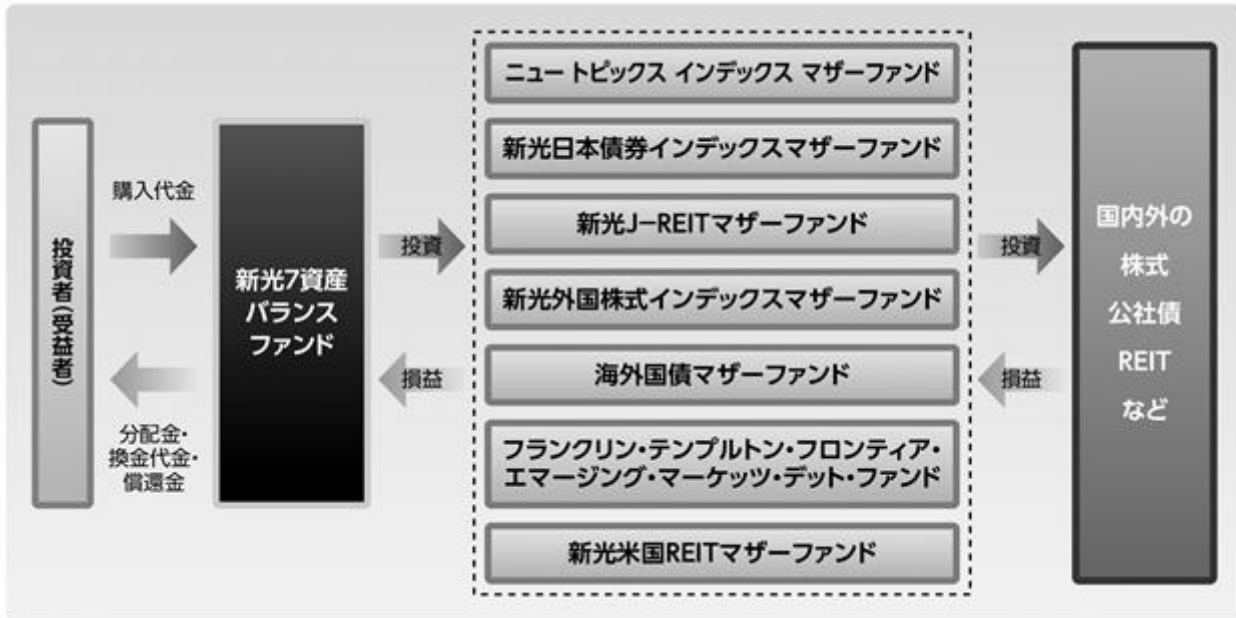 投資者(受益者)
購入代金
分配金・
換金代金・
償還金
新光7資産
バランス
ファンド
投資
損益
ニュートピックス インデックス マザーファンド
新光日本債券インデックスマザーファンド
新光J-REITマザーファンド
新光外国株式インデックスマザーファンド
海外国債マザーファンド
フランクリン・テンプルトン・フロンティア・
エマージング・マーケッツ・デット・ファンド
新光米国REITマザーファンド
投資
損益
国内外の
株式
公社債
REIT
など